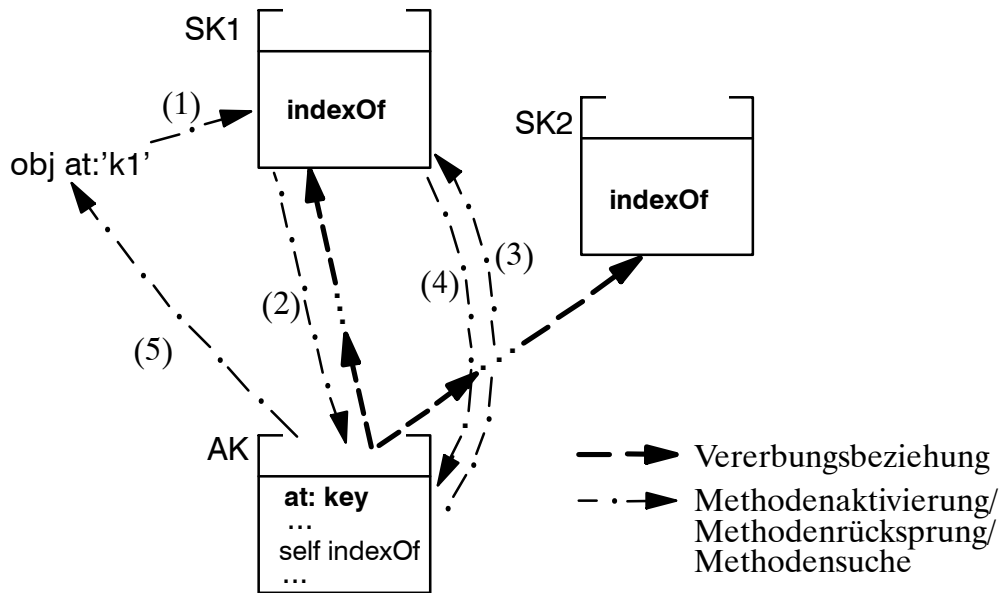 SK1
indexOf
(1)
SK2
obj at:'k1'
indexOf
(2)
(4)
(3)
(5)
AK
at: key
...
self indexOf
...
Vererbungsbeziehung
Methodenaktivierung/
Methodenrücksprung/
Methodensuche